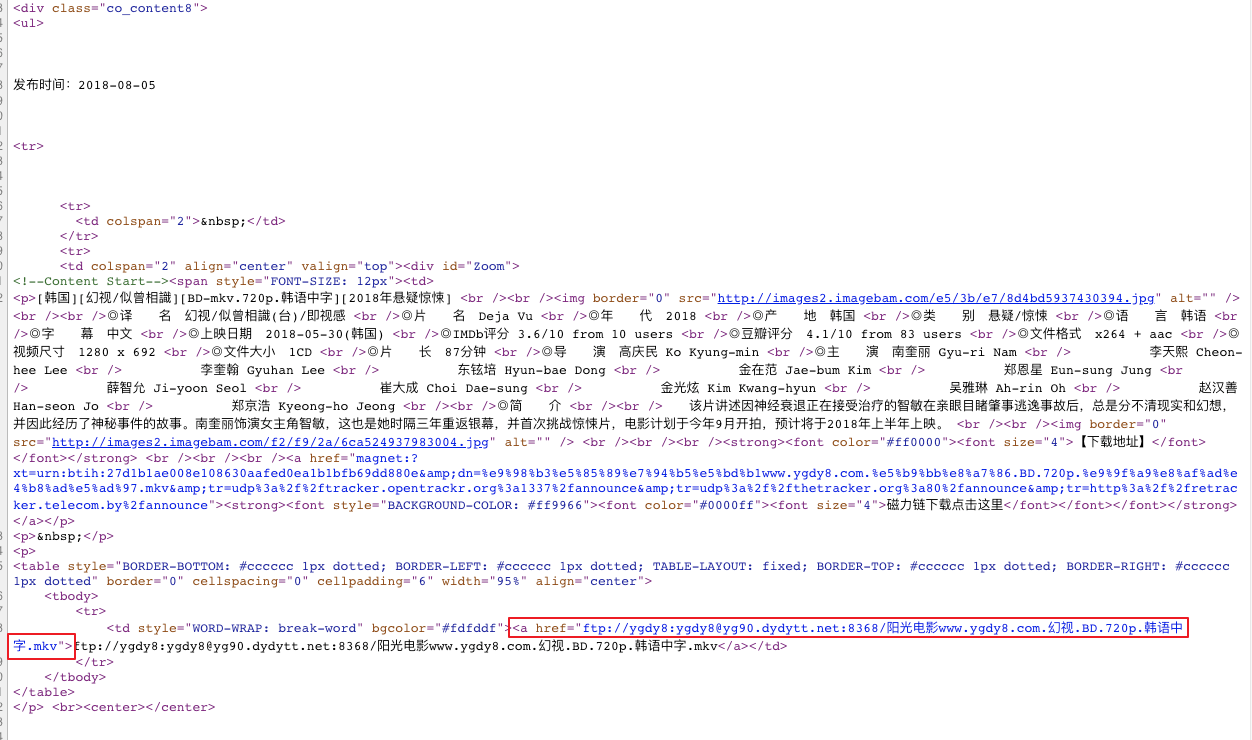 <div class="co_content8">
<ul>
发布时间：2018-08-05
<tr>
<tr>
<td colspan="2">&nbsp;</td>
</tr>
<tr>
<td colspan="2" align="center" valign="top"><div id="Zoom">
<!--Content Start--><span style="FONT-SIZE: 12px"><td>
<p>[韩国][幻视/似曾相識][BD-mkv.720p.韩语中字][2018年悬疑惊悚] <br /><br /><img border="0" src="http://images2.imagebam.com/e5/3b/e7/8d4bd5937430394.jpg" alt="" />
<br /><br />◎译　　名　幻视/似曾相識(台)/即视感 <br />◎片　　名　Deja Vu <br />◎年　　代　2018 <br />◎产　　地　韩国 <br />◎类　　别　悬疑/惊悚 <br />◎语　　言　韩语 <br
/>◎字　　幕　中文 <br />◎上映日期　2018-05-30(韩国) <br />◎IMDb评分　3.6/10 from 10 users <br />◎豆瓣评分　4.1/10 from 83 users <br />◎文件格式　x264 + aac <br />◎
视频尺寸　1280 x 692 <br />◎文件大小　1CD <br />◎片　　长　87分钟 <br />◎导　　演　高庆民 Ko Kyung-min <br />◎主　　演　南奎丽 Gyu-ri Nam <br />　　　　　　李天熙 Cheon-
hee Lee <br />　　　　　　李奎翰 Gyuhan Lee <br />　　　　　　东铉培 Hyun-bae Dong <br />　　　　　　金在范 Jae-bum Kim <br />　　　　　　郑恩星 Eun-sung Jung <br
/>　　　　　　薛智允 Ji-yoon Seol <br />　　　　　　崔大成 Choi Dae-sung <br />　　　　　　金光炫 Kim Kwang-hyun <br />　　　　　　吴雅琳 Ah-rin Oh <br />　　　　　　赵汉善
Han-seon Jo <br />　　　　　　郑京浩 Kyeong-ho Jeong <br /><br />◎简　　介 <br /><br />　　该片讲述因神经衰退正在接受治疗的智敏在亲眼目睹肇事逃逸事故后，总是分不清现实和幻想，
并因此经历了神秘事件的故事。南奎丽饰演女主角智敏，这也是她时隔三年重返银幕，并首次挑战惊悚片，电影计划于今年9月开拍，预计将于2018年上半年上映。 <br /><br /><img border="0"
src="http://images2.imagebam.com/f2/f9/2a/6ca524937983004.jpg" alt="" /> <br /><br /><br /><strong><font color="#ff0000"><font size="4">【下载地址】</font>
</font></strong> <br /><br /><br /><a href="magnet:?
xt=urn:btih:27d1b1ae008e108630aafed0ea1b1bfb69dd880e&amp;dn=%e9%98%b3%e5%85%89%e7%94%b5%e5%bd%b1www.ygdy8.com.%e5%b9%bb%e8%a7%86.BD.720p.%e9%9f%a9%e8%af%ad%e
4%b8%ad%e5%ad%97.mkv&amp;tr=udp%3a%2f%2ftracker.opentrackr.org%3a1337%2fannounce&amp;tr=udp%3a%2f%2fthetracker.org%3a80%2fannounce&amp;tr=http%3a%2f%2fretrac
ker.telecom.by%2fannounce"><strong><font style="BACKGROUND-COLOR: #ff9966"><font color="#0000ff"><font size="4">磁力链下载点击这里</font></font></font></strong>
</a></p>
<p>&nbsp;</p>
<p>
<table style="BORDER-BOTTOM: #cccccc 1px dotted; BORDER-LEFT: #cccccc 1px dotted; TABLE-LAYOUT: fixed; BORDER-TOP: #cccccc 1px dotted; BORDER-RIGHT: #cccccc
1px dotted" border="0" cellspacing="0" cellpadding="6" width="95%" align="center">
<tbody>
<tr>
<td style="WORD-WRAP: break-word" bgcolor="#fdfddf"><a href="ftp://ygdy8:ygdy8@yg90.dydytt.net:8368/阳光电影www.ygdy8.com.幻视.BD.720p.韩语中
字.mkv">ftp://ygdy8:ygdy8@yg90.dydytt.net:8368/阳光电影www.ygdy8.com.幻视.BD.720p.韩语中字.mkv</a></td>
</tr>
</tbody>
</table>
</p> <br><center></center>